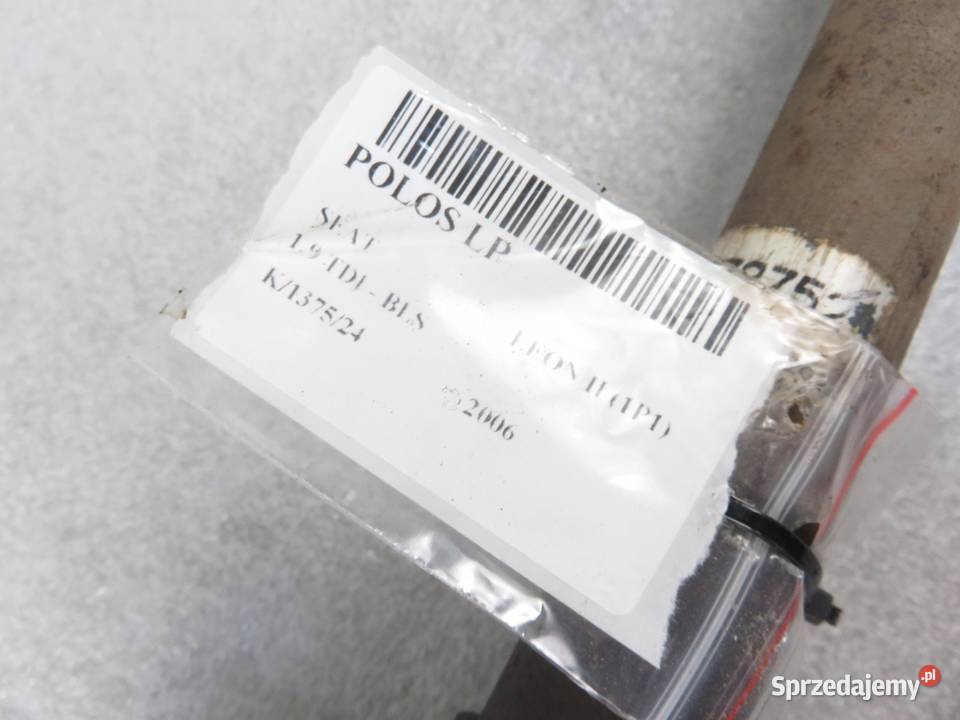 POLOS LP
SEAT LEON II (1P1)
1.9 TDI - BLS
K/1375/24 2006
Sprzedajemy.pl